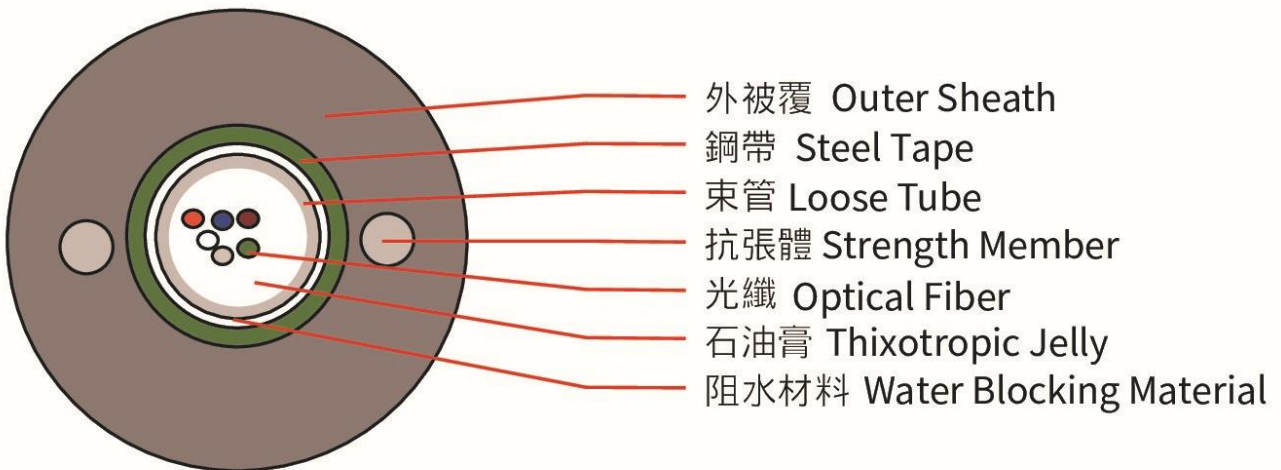 外被覆 Outer Sheath
鋼帶 Steel Tape
束管 Loose Tube
抗張體 Strength Member
光纖 Optical Fiber
石油膏 Thixotropic Jelly
阻水材料 Water Blocking Material